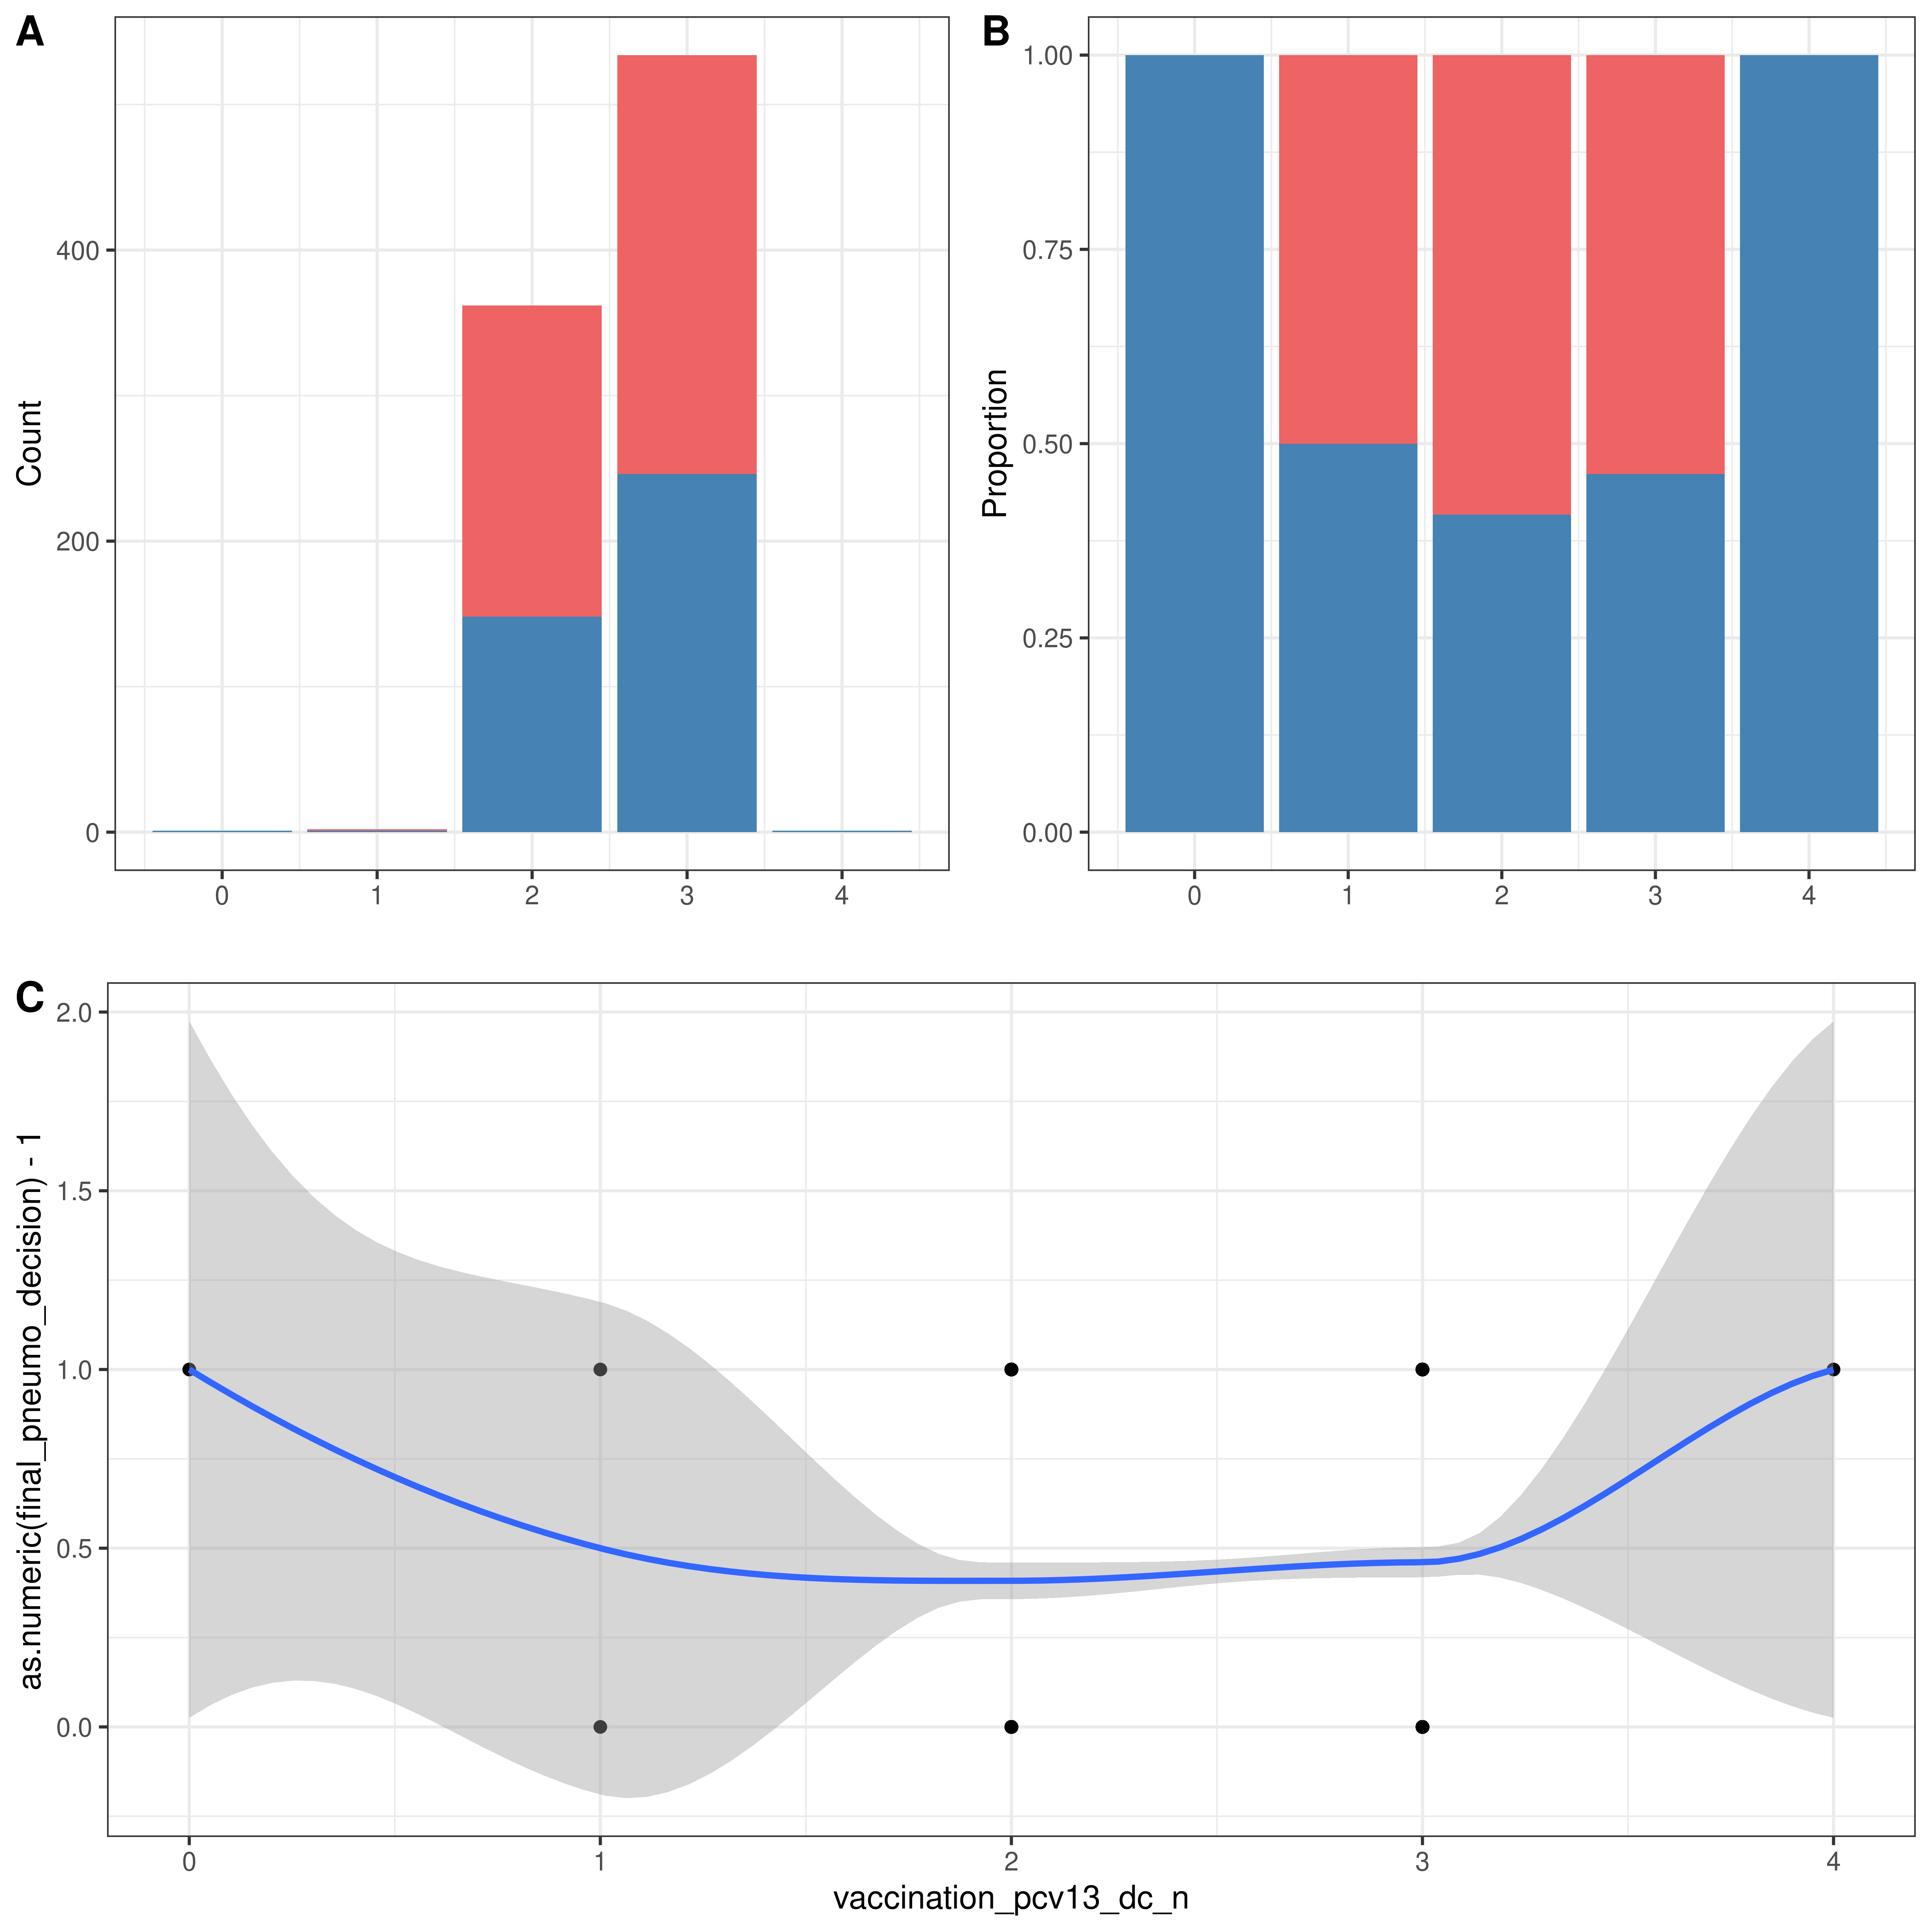 A
Count
400
200
0
0 1 2 3 4
B
Proportion
1.00
0.75
0.50
0.25
0.00
0 1 2 3 4
C
as.numeric(final_pneumo_decision) - 1
2.0
1.5
1.0
0.5
0.0
0 1 2 3 4
vaccination_pcv13_dc_n